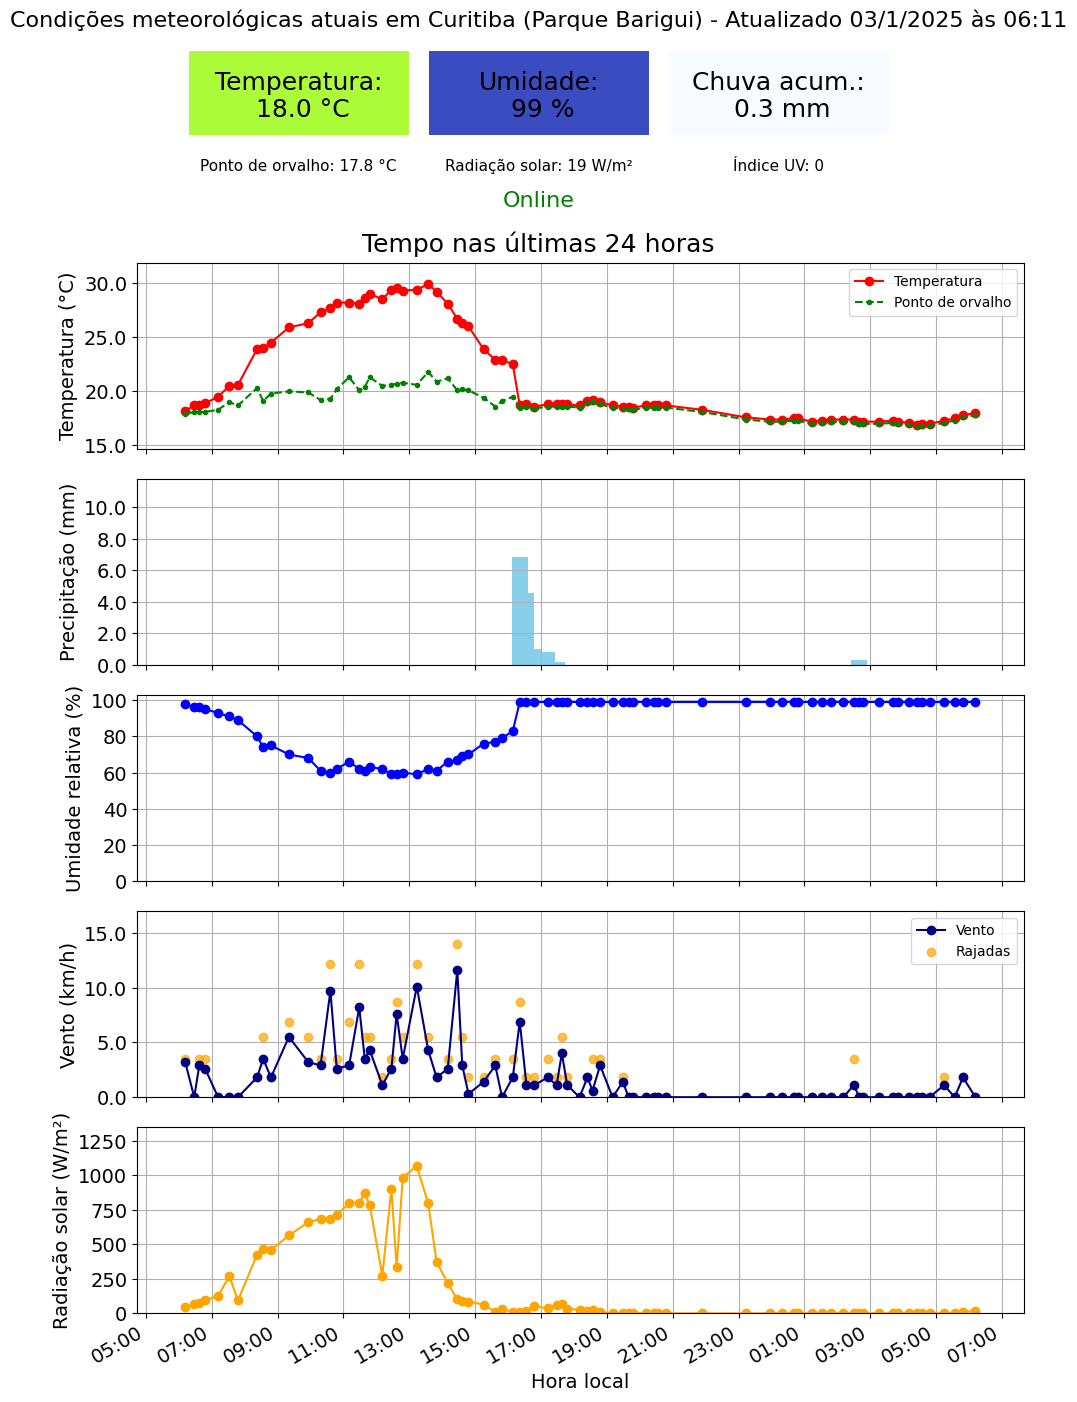 Condições meteorológicas atuais em Curitiba (Parque Barigui) - Atualizado 03/1/2025 às 06:11
Temperatura:
18.0 °C
Umidade:
99 %
Chuva acum.:
0.3 mm
Ponto de orvalho: 17.8 °C
Radiação solar: 19 W/m²
Índice UV: 0
Online
Tempo nas últimas 24 horas
Temperatura (°C)
30.0
25.0
20.0
15.0
Temperatura
Ponto de orvalho
Precipitação (mm)
10.0
8.0
6.0
4.0
2.0
0.0
Umidade relativa (%)
100
80
60
40
20
0
Vento (km/h)
15.0
10.0
5.0
0.0
Vento
Rajadas
Radiação solar (W/m²)
1250
1000
750
500
250
0
05:00
07:00
09:00
11:00
13:00
15:00
17:00
19:00
21:00
23:00
01:00
03:00
05:00
07:00
Hora local